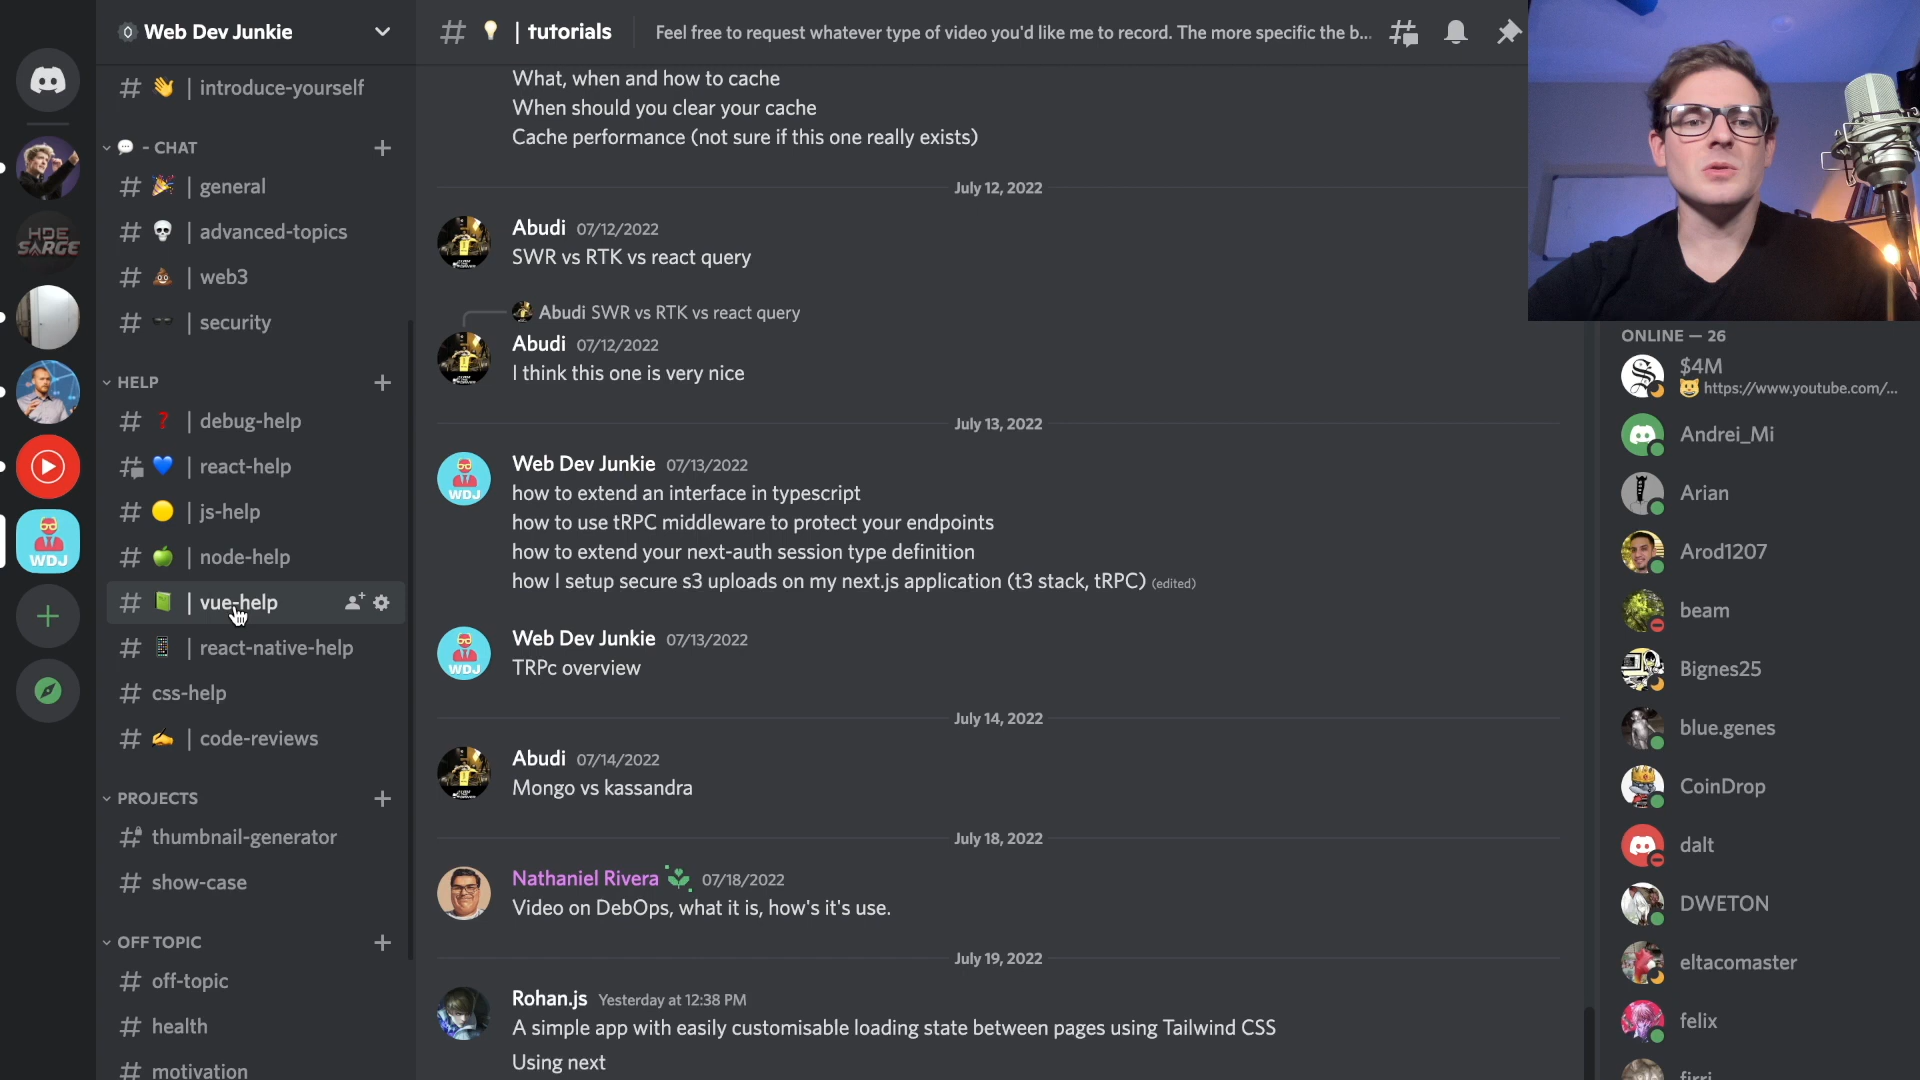 Web Dev Junkie
introduce-yourself
- CHAT
general
advanced-topics
web3
security
HELP
debug-help
react-help
js-help
node-help
vue-help
react-native-help
css-help
code-reviews
PROJECTS
thumbnail-generator
show-case
OFF TOPIC
off-topic
health
motivation
HDE
SARGE
WDJ
| tutorials
Feel free to request whatever type of video you'd like me to record. The more specific the b...
What, when and how to cache
When should you clear your cache
Cache performance (not sure if this one really exists)
July 12, 2022
Abudi 07/12/2022
SWR vs RTK vs react query
Abudi SWR vs RTK vs react query
Abudi 07/12/2022
I think this one is very nice
July 13, 2022
Web Dev Junkie 07/13/2022
WDJ
how to extend an interface in typescript
how to use tRPC middleware to protect your endpoints
how to extend your next-auth session type definition
how I setup secure s3 uploads on my next.js application (t3 stack, tRPC) (edited)
Web Dev Junkie 07/13/2022
WDJ
TRPc overview
July 14, 2022
Abudi 07/14/2022
Mongo vs kassandra
July 18, 2022
Nathaniel Rivera 07/18/2022
Video on DebOps, what it is, how's it's use.
July 19, 2022
Rohan.js Yesterday at 12:38 PM
A simple app with easily customisable loading state between pages using Tailwind CSS
Using next
ONLINE — 26
$4M
https://www.youtube.com/...
Andrei_Mi
Arian
Arod1207
beam
Bignes25
blue.genes
CoinDrop
dalt
DWETON
eltacomaster
felix